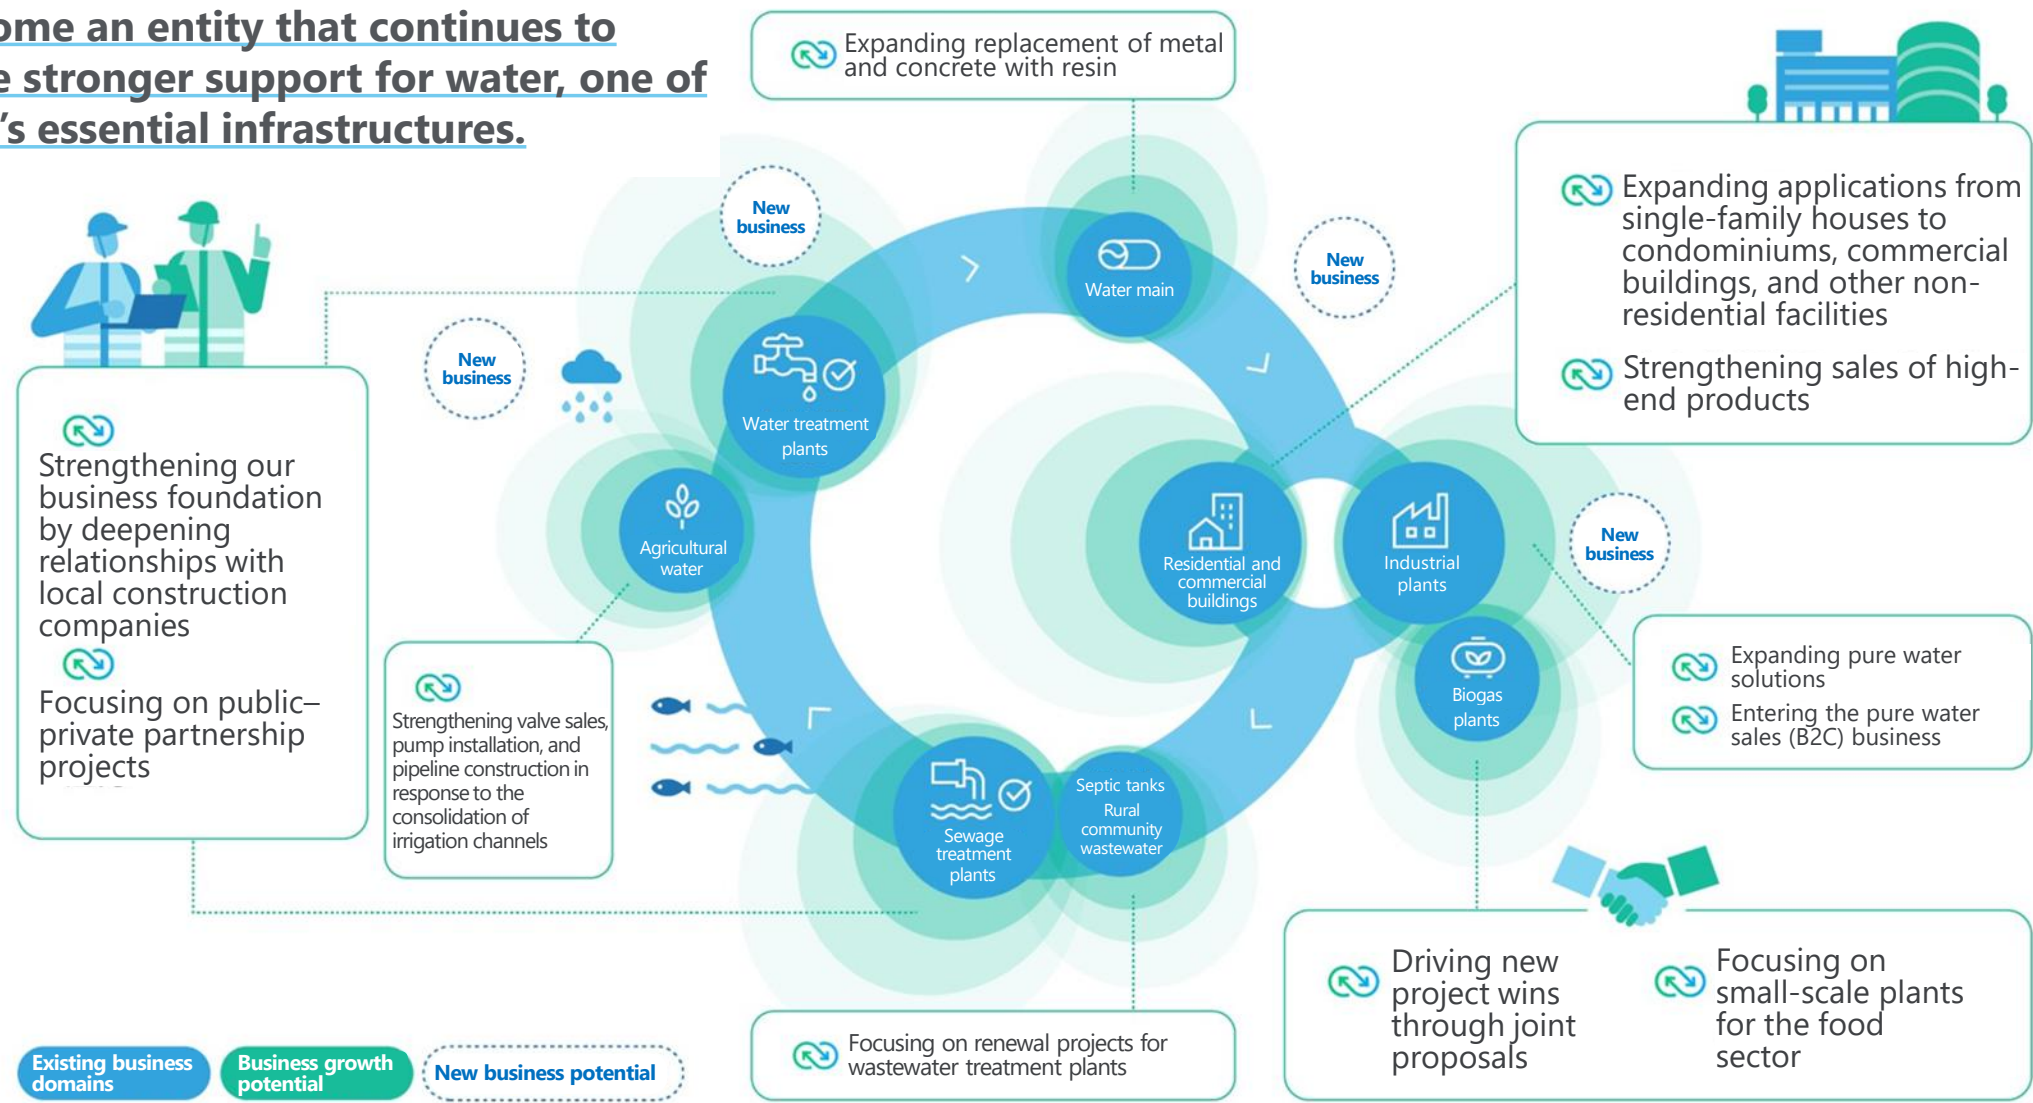 ome an entity that continues to
e stronger support for water, one of
's essential infrastructures.
Expanding replacement of metal
and concrete with resin
Expanding applications from
single-family houses to
condominiums, commercial
buildings, and other non-
residential facilities
Strengthening sales of high-
end products
New
business
New
business
New
business
New
business
Water main
Water treatment
plants
Agricultural
water
Residential and
commercial
buildings
Industrial
plants
Biogas
plants
Septic tanks
Rural
community
wastewater
Sewage
treatment
plants
Strengthening our
business foundation
by deepening
relationships with
local construction
companies
Focusing on public–
private partnership
projects
Strengthening valve sales,
pump installation, and
pipeline construction in
response to the
consolidation of
irrigation channels
Expanding pure water
solutions
Entering the pure water
sales (B2C) business
Driving new
project wins
through joint
proposals
Focusing on
small-scale plants
for the food
sector
Focusing on renewal projects for
wastewater treatment plants
Existing business
domains
Business growth
potential
New business potential